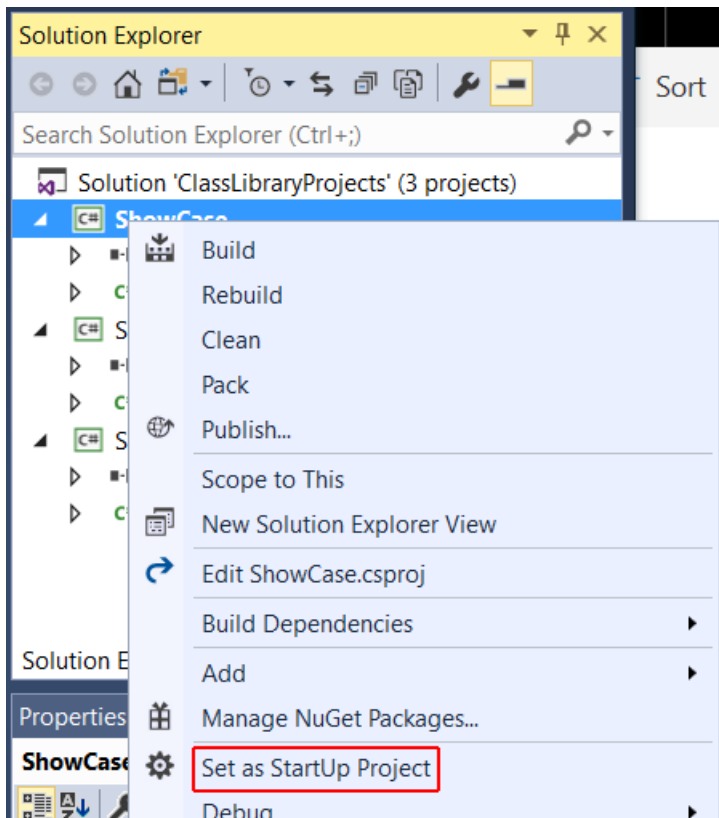 Solution Explorer
Sort
Search Solution Explorer (Ctrl+;)
Solution 'ClassLibraryProjects' (3 projects)
C# ShowCase
Build
Rebuild
Clean
C# S
Pack
Publish...
C# S
Scope to This
New Solution Explorer View
Edit ShowCase.csproj
Build Dependencies
Solution E
Add
Properties
Manage NuGet Packages...
ShowCase
Set as StartUp Project
Debug